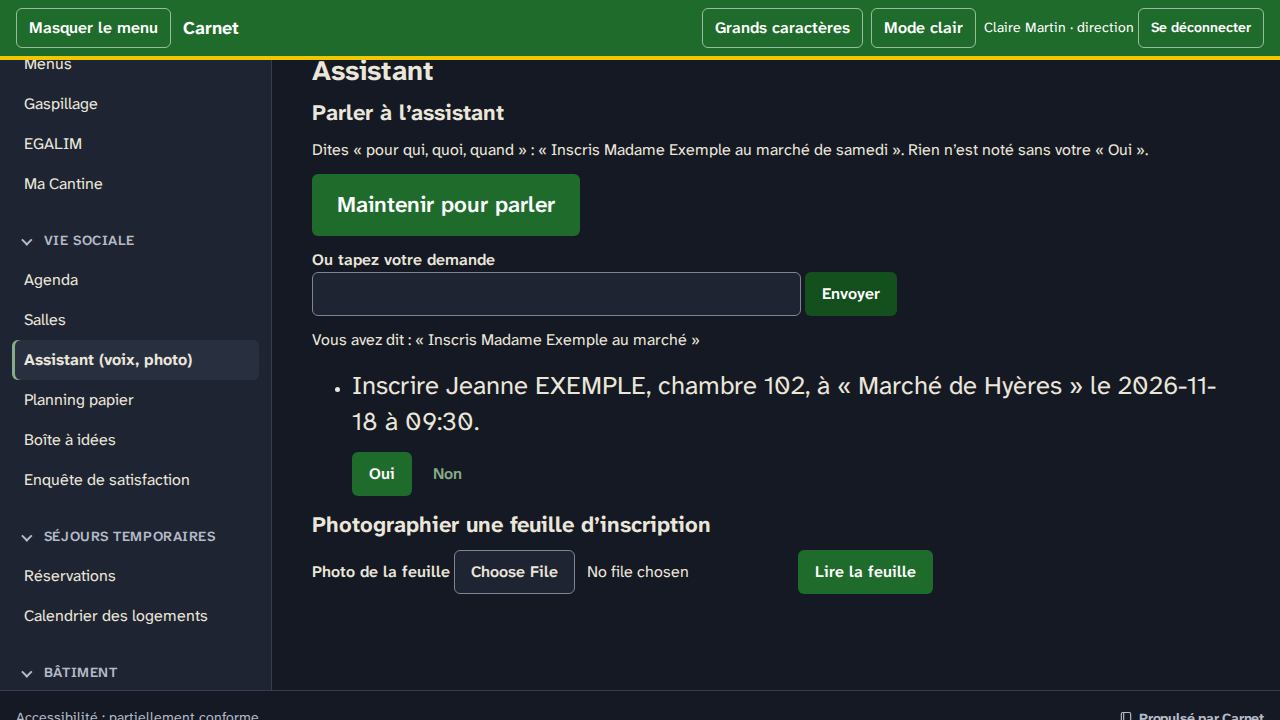 Masquer le menu
Carnet
Grands caractères
Mode clair
Claire Martin · direction
Se déconnecter
Menus
Gaspillage
EGALIM
Ma Cantine
VIE SOCIALE
Agenda
Salles
Assistant (voix, photo)
Planning papier
Boîte à idées
Enquête de satisfaction
SÉJOURS TEMPORAIRES
Réservations
Calendrier des logements
BÂTIMENT
Assistant
Parler à l’assistant
Dites « pour qui, quoi, quand » : « Inscris Madame Exemple au marché de samedi ». Rien n’est noté sans votre « Oui ».
Maintenir pour parler
Ou tapez votre demande
Envoyer
Vous avez dit : « Inscris Madame Exemple au marché »
Inscrire Jeanne EXEMPLE, chambre 102, à « Marché de Hyères » le 2026-11-
18 à 09:30.
Oui
Non
Photographier une feuille d’inscription
Photo de la feuille
Choose File
No file chosen
Lire la feuille
Accessibilité : partiellement conforme
Propulsé par Carnet